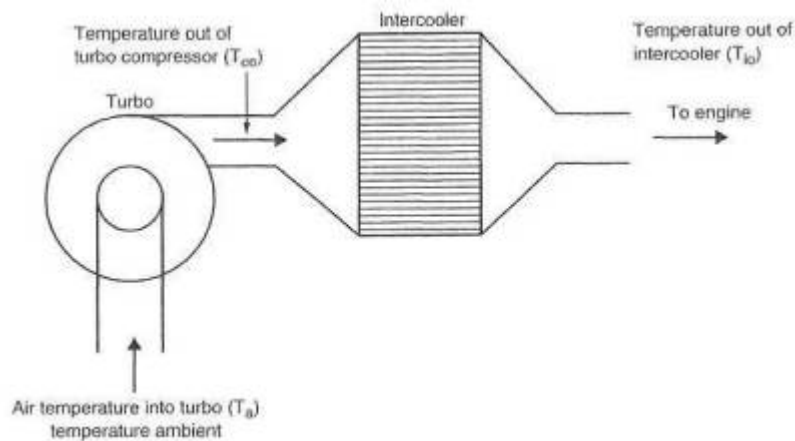 Intercooler
Temperature out of
turbo compressor (Tco)
Temperature out of
intercooler (Tio)
Turbo
To engine
Air temperature into turbo (Ta)
temperature ambient